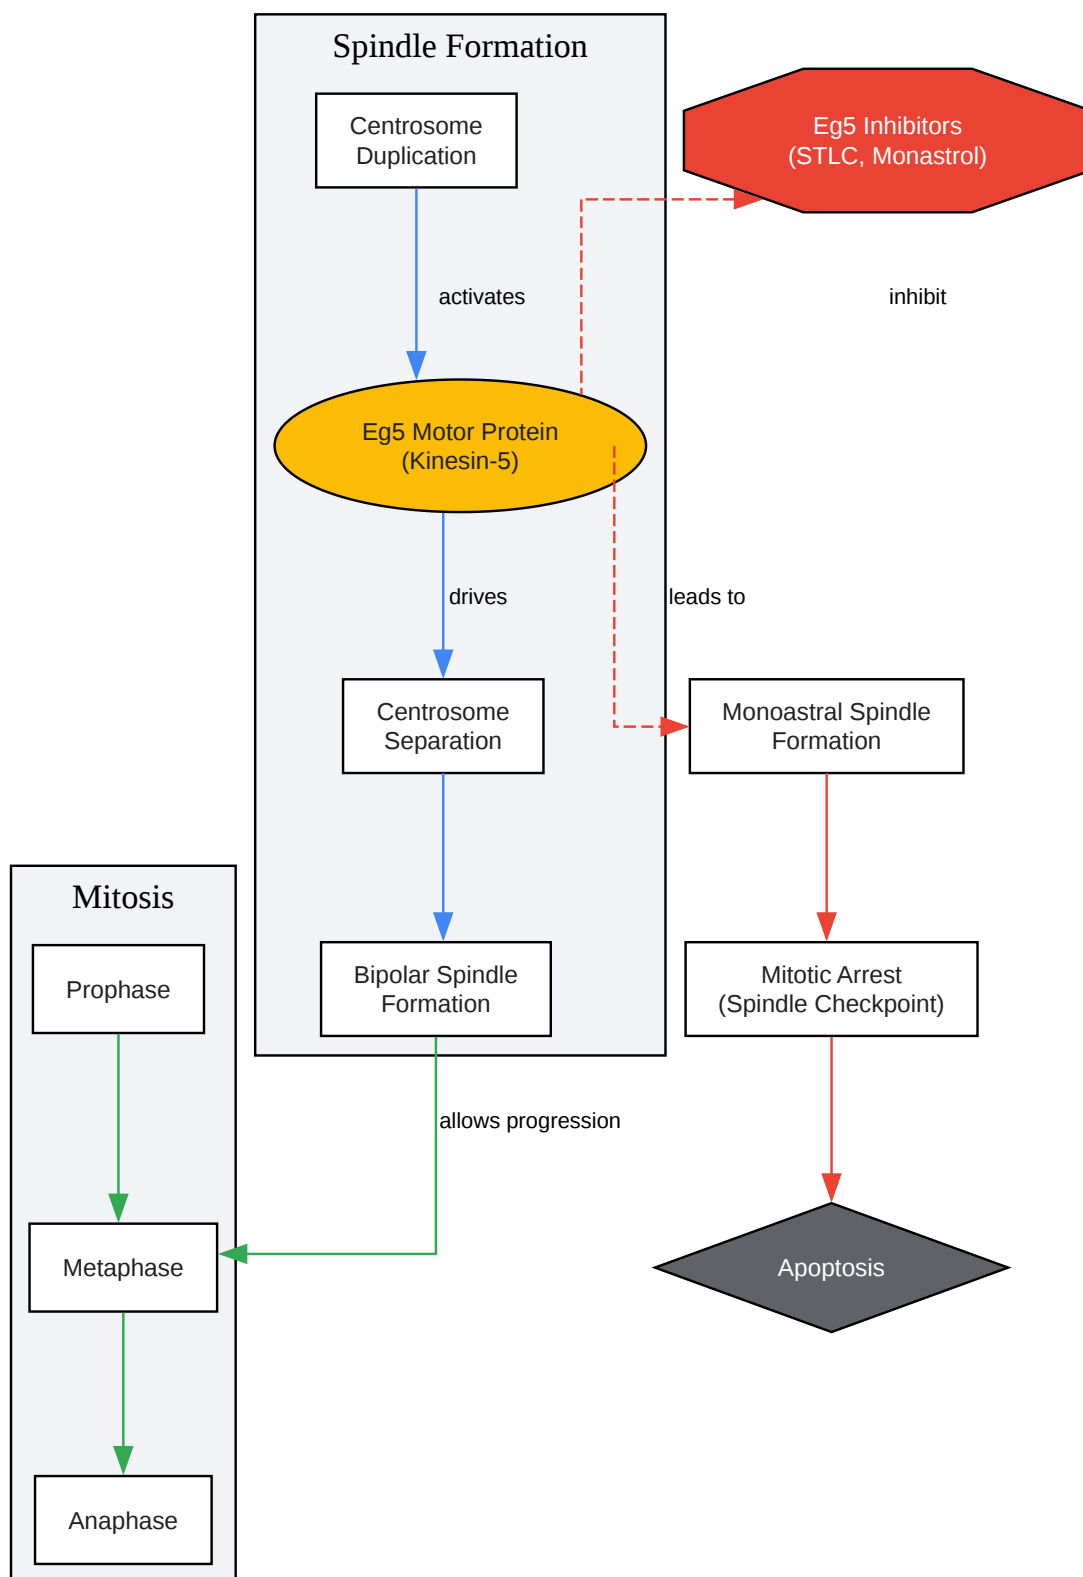 Spindle Formation
Centrosome
Duplication
Eg5 Inhibitors
(STLC, Monastrol)
activates
inhibit
Eg5 Motor Protein
(Kinesin-5)
drives
leads to
Centrosome
Separation
Monoastral Spindle
Formation
Mitosis
Prophase
Bipolar Spindle
Formation
Mitotic Arrest
(Spindle Checkpoint)
allows progression
Metaphase
Apoptosis
Anaphase